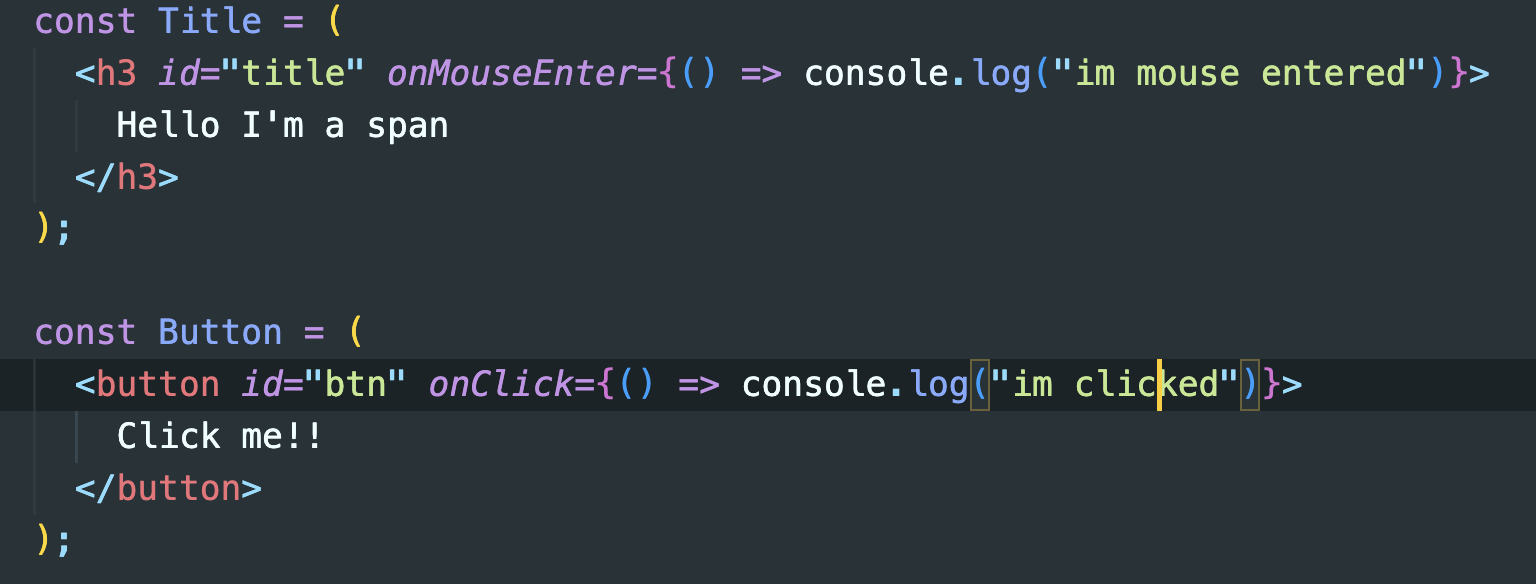 const Title = (
  <h3 id="title" onMouseEnter={() => console.log("im mouse entered")}>
    Hello I'm a span
  </h3>
);
const Button = (
  <button id="btn" onClick={() => console.log("im clicked")}>
    Click me!!
  </button>
);